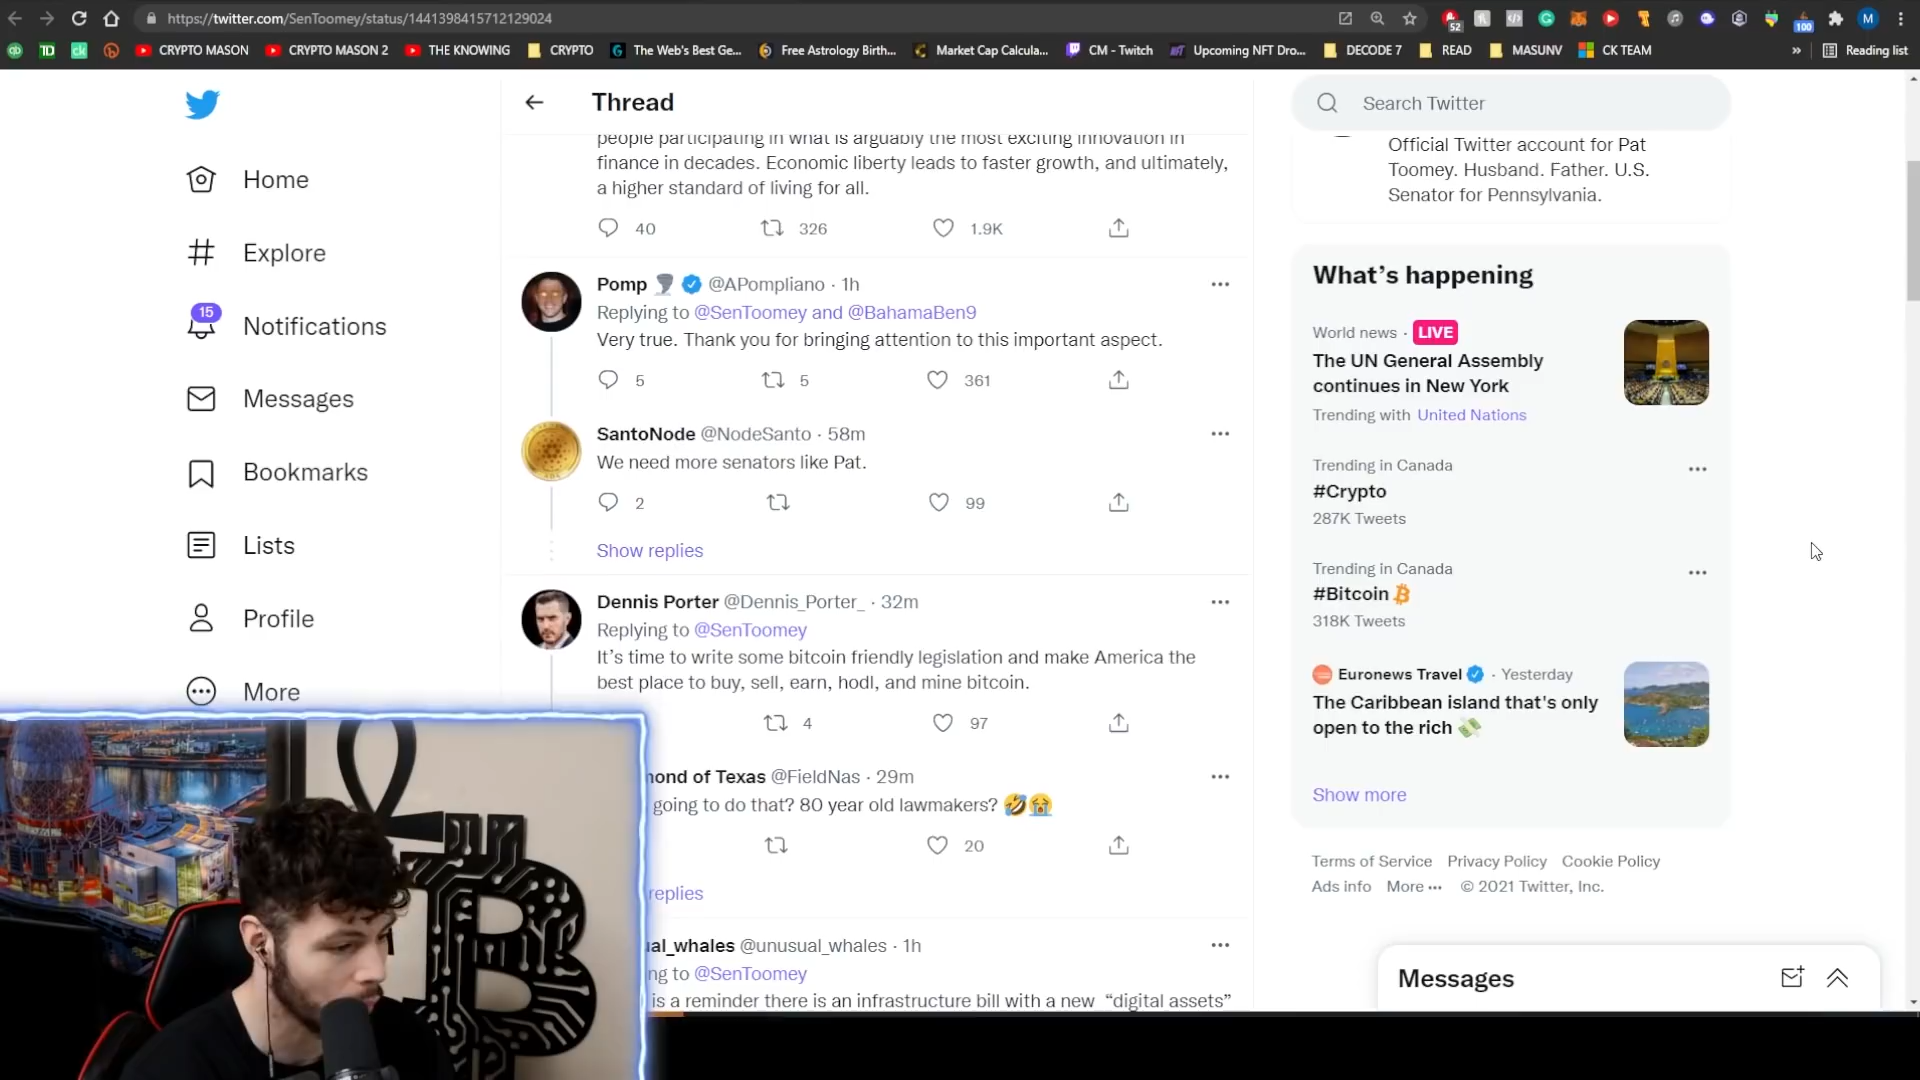 https://twitter.com/SenToomey/status/1441398415712129024
52
100
M
TD
ck
CRYPTO MASON
CRYPTO MASON 2
THE KNOWING
CRYPTO
The Web's Best Ge...
Free Astrology Birth...
Market Cap Calcula...
CM - Twitch
Upcoming NFT Dro...
DECODE 7
READ
MASUNV
CK TEAM
»
Reading list
Home
Explore
15
Notifications
Messages
Bookmarks
Lists
Profile
More
Thread
people participating in what is arguably the most exciting innovation in
finance in decades. Economic liberty leads to faster growth, and ultimately,
a higher standard of living for all.
40 326 1.9K
Pomp 🌪 @APompliano · 1h
Replying to @SenToomey and @BahamaBen9
Very true. Thank you for bringing attention to this important aspect.
5 5 361
SantoNode @NodeSanto · 58m
We need more senators like Pat.
2 99
Show replies
Dennis Porter @Dennis_Porter_ · 32m
Replying to @SenToomey
It's time to write some bitcoin friendly legislation and make America the
best place to buy, sell, earn, hodl, and mine bitcoin.
4 97
mond of Texas @FieldNas · 29m
going to do that? 80 year old lawmakers? 🤣😭
20
replies
al_whales @unusual_whales · 1h
ng to @SenToomey
is a reminder there is an infrastructure bill with a new "digital assets"
Search Twitter
Official Twitter account for Pat
Toomey. Husband. Father. U.S.
Senator for Pennsylvania.
What's happening
World news · LIVE
The UN General Assembly
continues in New York
Trending with United Nations
Trending in Canada
#Crypto
287K Tweets
Trending in Canada
#Bitcoin
318K Tweets
Euronews Travel · Yesterday
The Caribbean island that's only
open to the rich 💸
Show more
Terms of Service Privacy Policy Cookie Policy
Ads info More ··· © 2021 Twitter, Inc.
Messages